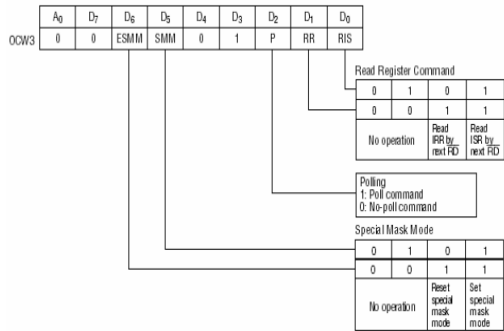 A0 D7 D6 D5 D4 D3 D2 D1 D0
OCW3 0 0 ESMM SMM 0 1 P RR RIS
Read Register Command
0 1 0 1
0 0 1 1
No operation
Read IRR by next RD
Read ISR by next RD
Polling
1: Poll command
0: No-poll command
Special Mask Mode
0 1 0 1
0 0 1 1
No operation
Reset special mask mode
Set special mask mode